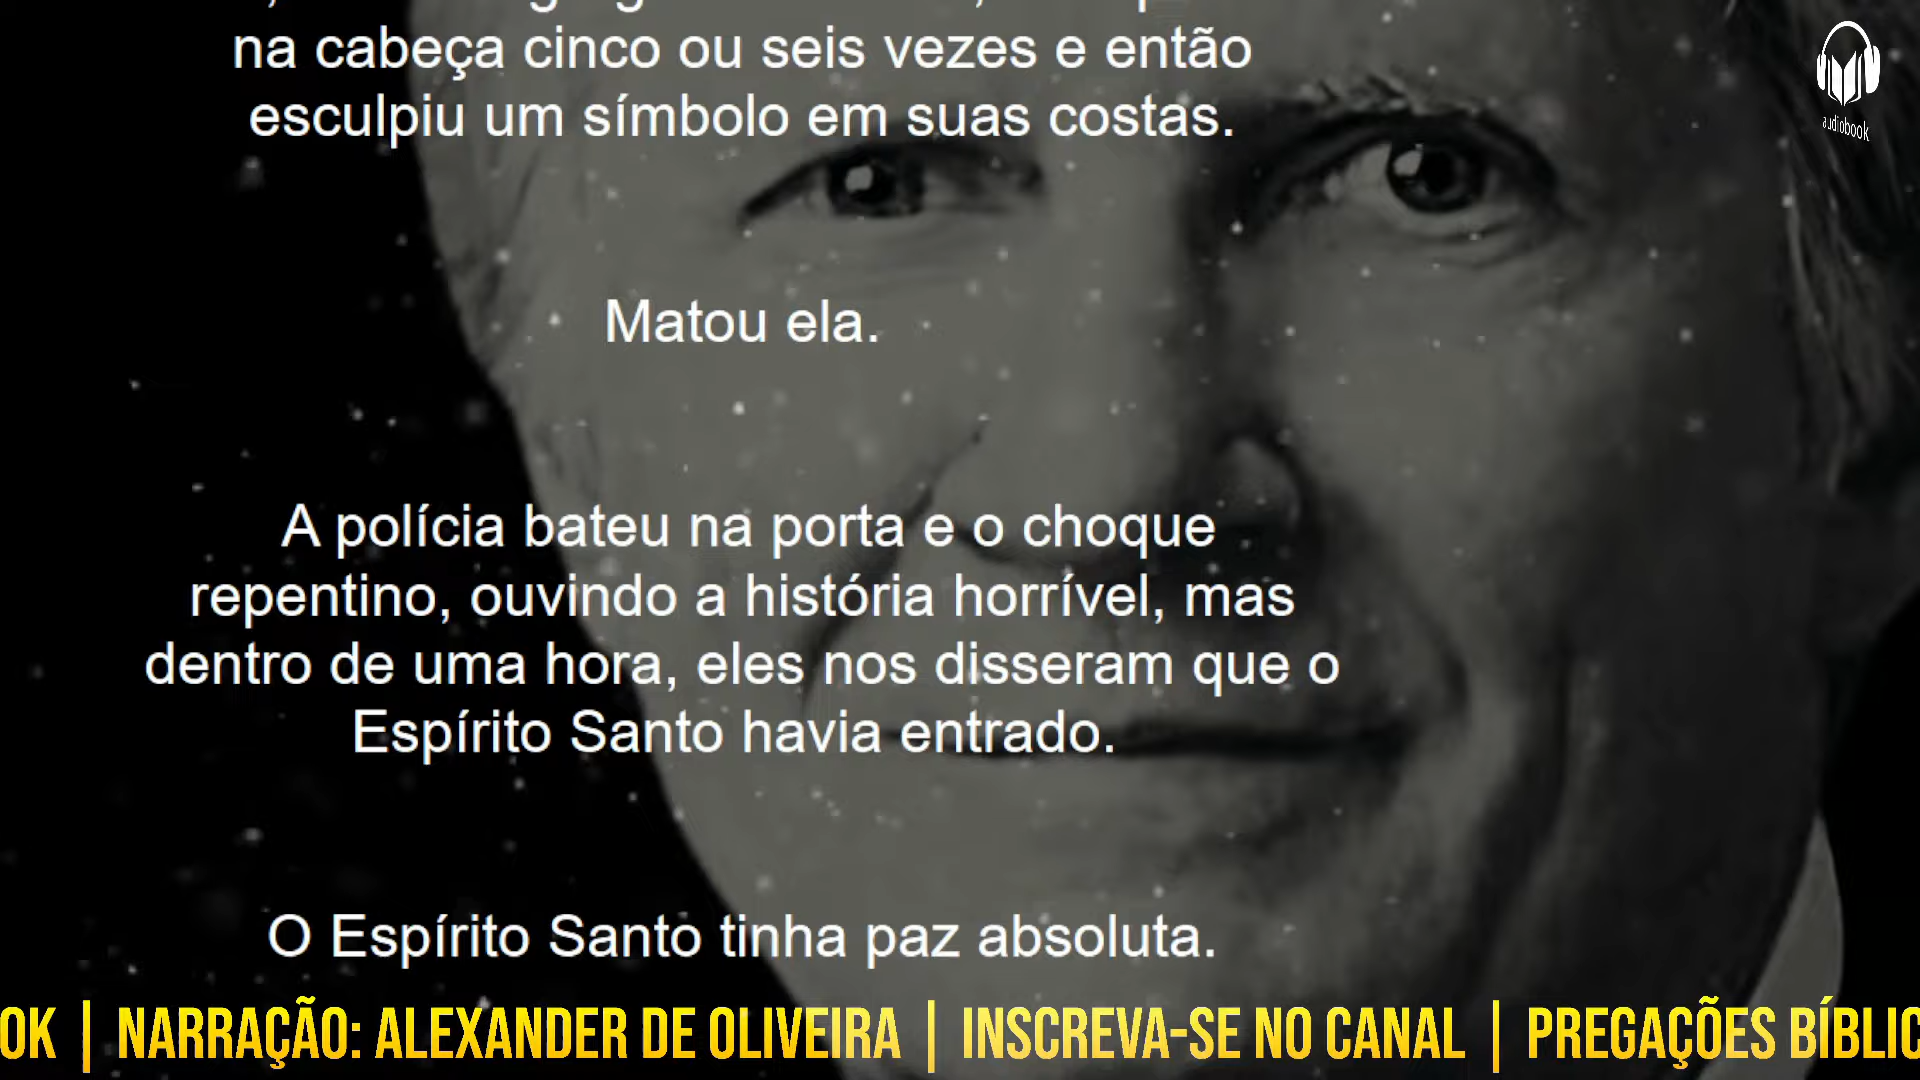 na cabeça cinco ou seis vezes e então
esculpiu um símbolo em suas costas.
audiobook
Matou ela.
A polícia bateu na porta e o choque
repentino, ouvindo a história horrível, mas
dentro de uma hora, eles nos disseram que o
Espírito Santo havia entrado.
O Espírito Santo tinha paz absoluta.
OK | NARRAÇÃO: ALEXANDER DE OLIVEIRA | INSCREVA-SE NO CANAL | PREGAÇÕES BÍBLIC